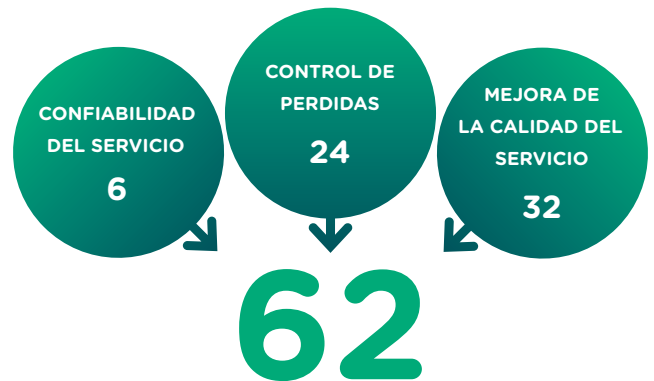 CONFIABILIDAD
DEL SERVICIO
6
CONTROL DE
PERDIDAS
24
MEJORA DE
LA CALIDAD DEL
SERVICIO
32
62